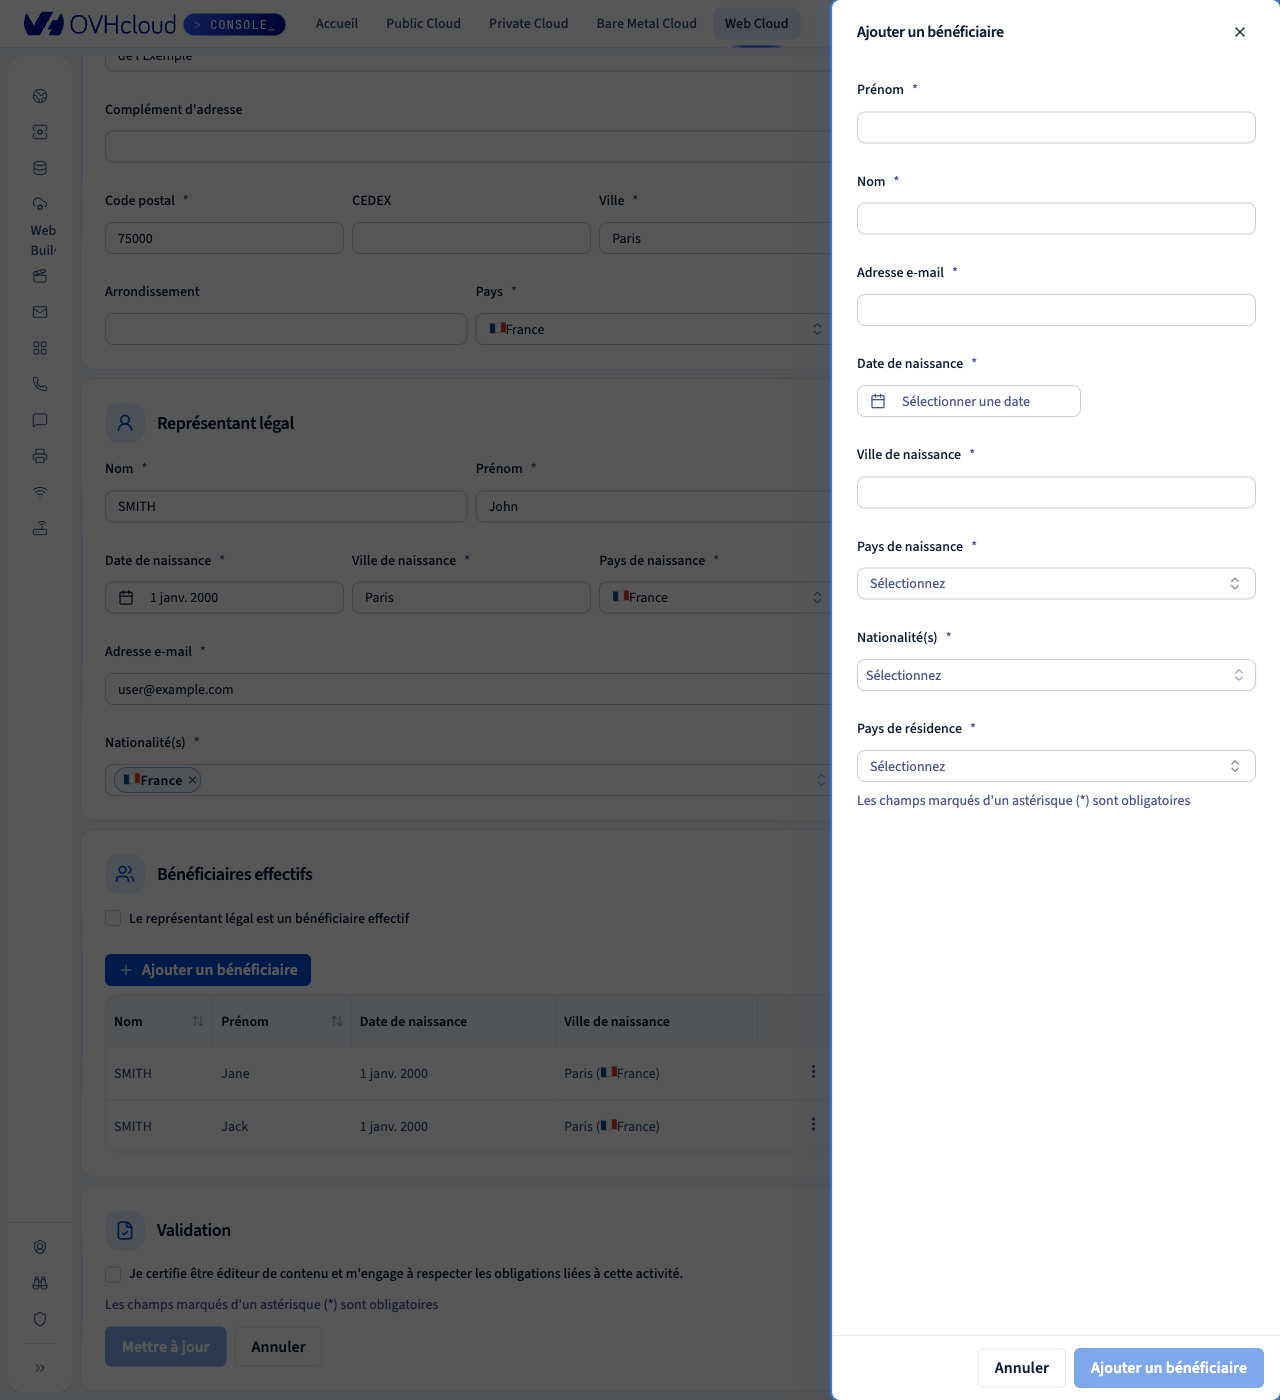 OVHcloud > CONSOLE_ Accueil Public Cloud Private Cloud Bare Metal Cloud Web Cloud
de l'Exemple
Complément d'adresse
Code postal * CEDEX Ville *
75000 Paris
Arrondissement Pays *
France
Web
Représentant légal
Nom * Prénom *
SMITH John
Date de naissance * Ville de naissance * Pays de naissance *
1 janv. 2000 Paris France
Adresse e-mail *
user@example.com
Nationalité(s) *
France
Bénéficiaires effectifs
Le représentant légal est un bénéficiaire effectif
Ajouter un bénéficiaire
Nom Prénom Date de naissance Ville de naissance
SMITH Jane 1 janv. 2000 Paris (France)
SMITH Jack 1 janv. 2000 Paris (France)
Validation
Je certifie être éditeur de contenu et m'engage à respecter les obligations liées à cette activité.
Les champs marqués d'un astérisque (*) sont obligatoires
Mettre à jour Annuler
Ajouter un bénéficiaire
Prénom *
Nom *
Adresse e-mail *
Date de naissance *
Sélectionner une date
Ville de naissance *
Pays de naissance *
Sélectionnez
Nationalité(s) *
Sélectionnez
Pays de résidence *
Sélectionnez
Les champs marqués d'un astérisque (*) sont obligatoires
Annuler Ajouter un bénéficiaire